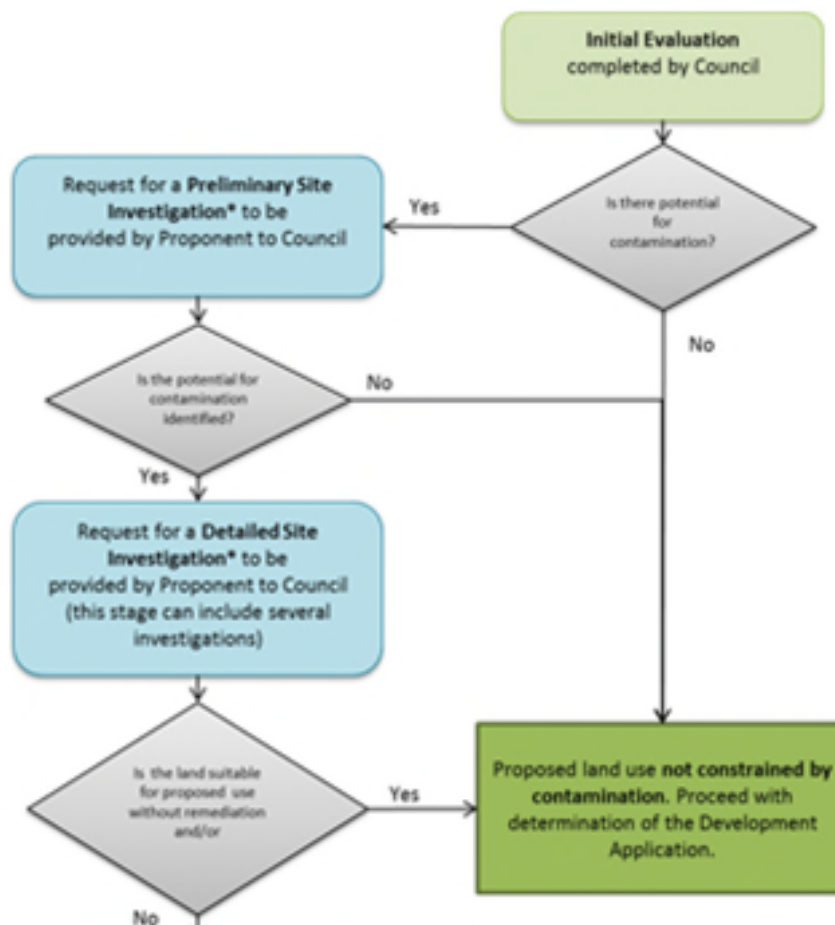 Initial Evaluation
completed by Council
Is there potential
for
contamination?
Yes
No
Request for a Preliminary Site
Investigation* to be
provided by Proponent to Council
Is the potential for
contamination
identified?
No
Yes
Request for a Detailed Site
Investigation* to be
provided by Proponent to Council
(this stage can include several
investigations)
Is the land suitable
for proposed use
without remediation
and/or
Yes
No
Proposed land use not constrained by
contamination. Proceed with
determination of the Development
Application.